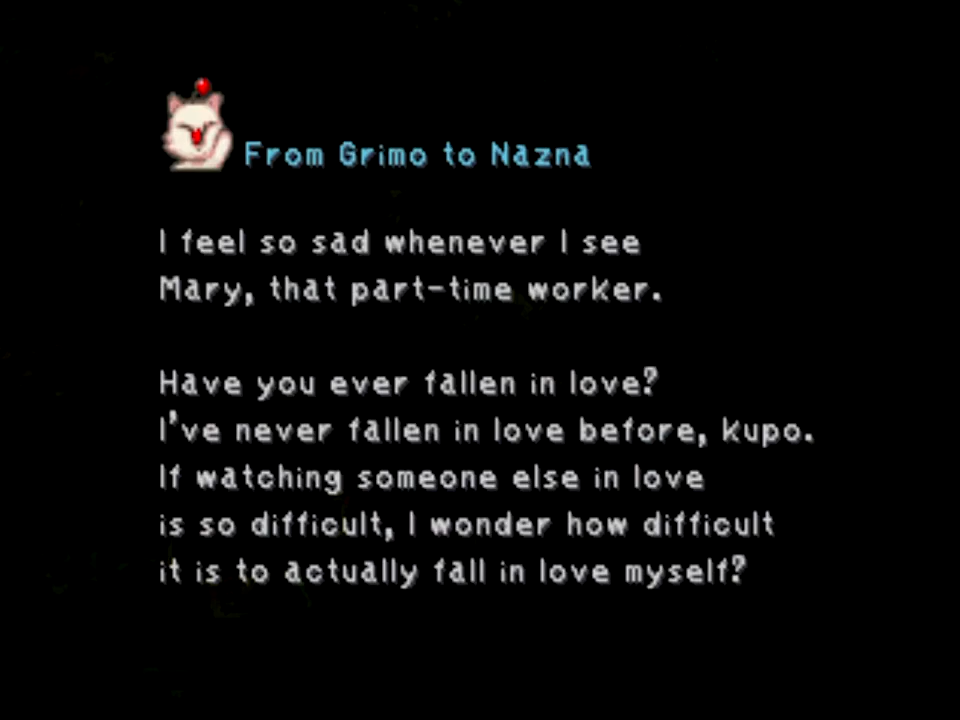 From Grimo to Nazna
I feel so sad whenever I see
Mary, that part-time worker.
Have you ever fallen in love?
I've never fallen in love before, kupo.
If watching someone else in love
is so difficult, I wonder how difficult
it is to actually fall in love myself?